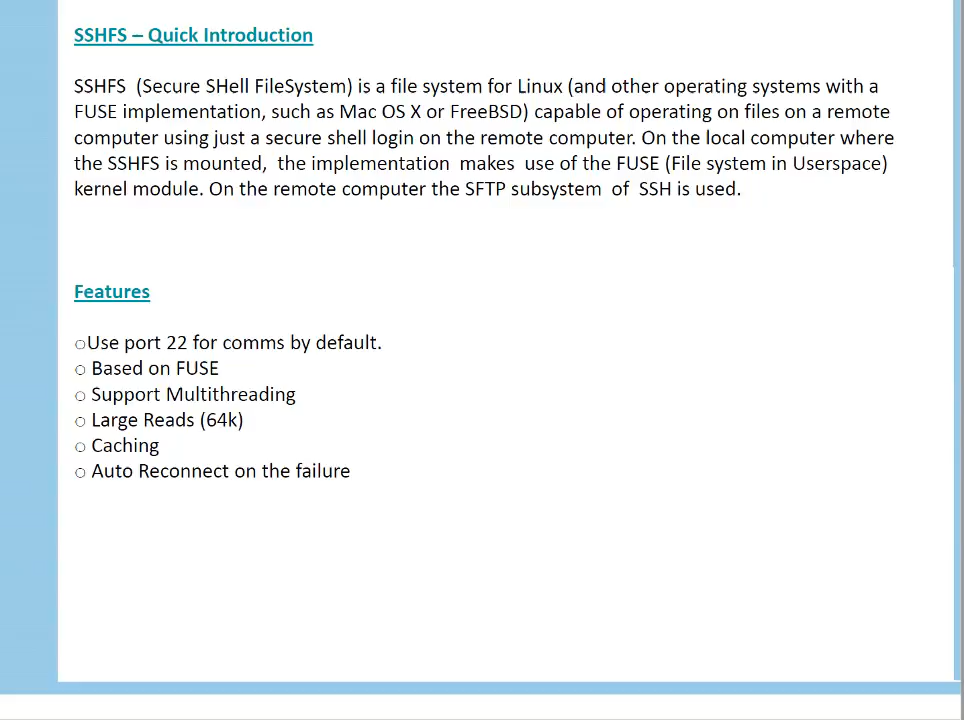 SSHFS – Quick Introduction
SSHFS (Secure SHell FileSystem) is a file system for Linux (and other operating systems with a
FUSE implementation, such as Mac OS X or FreeBSD) capable of operating on files on a remote
computer using just a secure shell login on the remote computer. On the local computer where
the SSHFS is mounted, the implementation makes use of the FUSE (File system in Userspace)
kernel module. On the remote computer the SFTP subsystem of SSH is used.
Features
○Use port 22 for comms by default.
○ Based on FUSE
○ Support Multithreading
○ Large Reads (64k)
○ Caching
○ Auto Reconnect on the failure